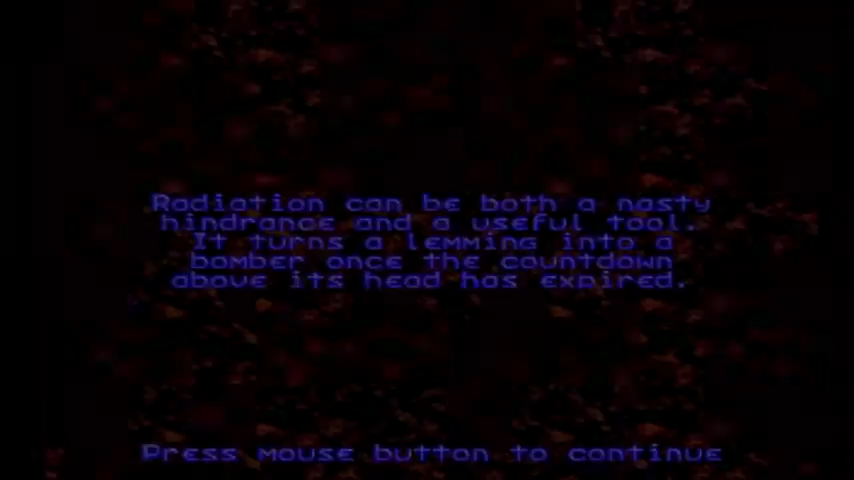 Radiation can be both a nasty
hindrance and a useful tool.
It turns a lemming into a
bomber once the countdown
above its head has expired.
Press mouse button to continue